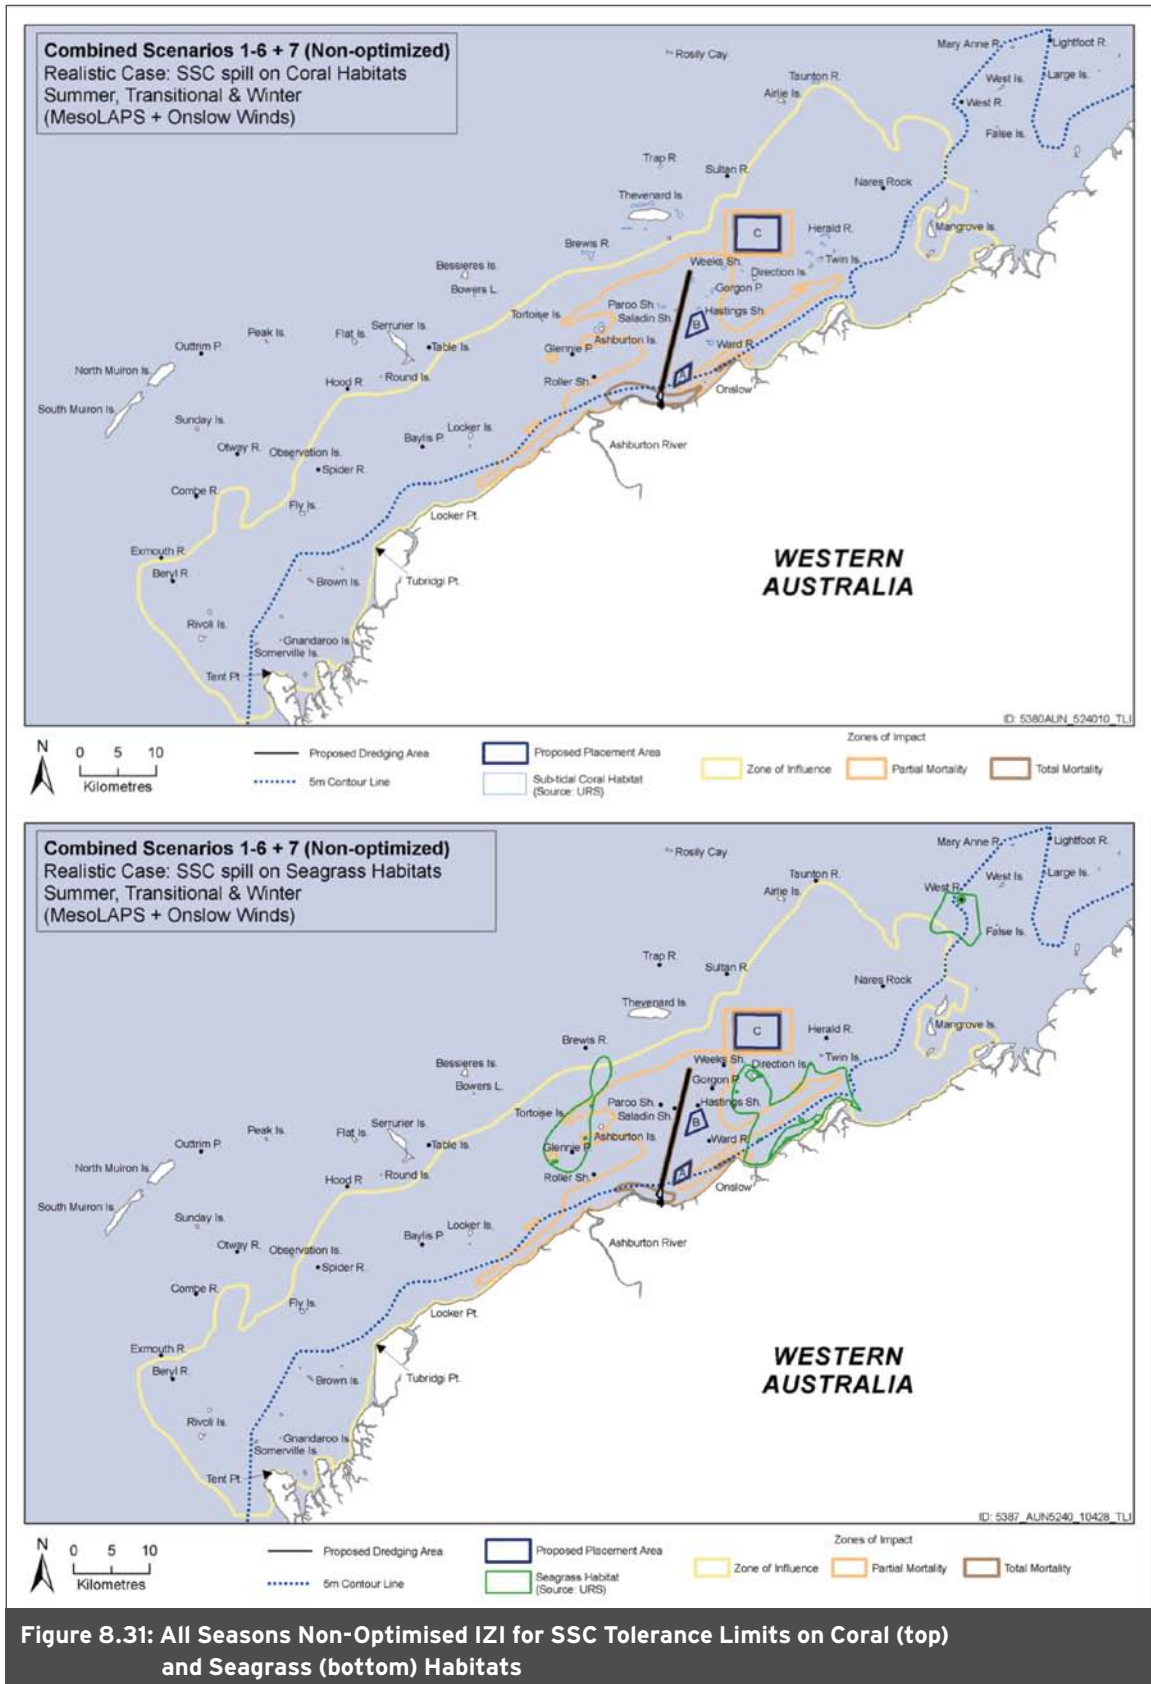 Combined Scenarios 1-6 + 7 (Non-optimized)
Realistic Case: SSC spill on Coral Habitats
Summer, Transitional & Winter
(MesoLAPS + Onslow Winds)
Rosily Cay
Mary Anne R.
Lightfoot R.
Taunton R.
Airlie Is.
West Is.
Large Is.
West R.
False Is.
Trap R.
Sultan R.
Nares Rock
Thevenard Is.
Mangrove Is.
C
Herald R.
Brewis R.
Weeks Sh.
Twin Is.
Bessieres Is.
Direction Is.
Bowers L.
Gorgon P.
Paroo Sh.
Tortoise Is.
Saladin Sh.
Hastings Sh.
B
Serruner Is.
Peak Is.
Flat Is.
Ashburton Is.
Outtrim P.
Table Is.
Glennie P.
Ward R.
North Muiron Is.
Hood R.
Round Is.
Roller Sh.
A
Onslow
South Muiron Is.
Sunday Is.
Locker Is.
Baylis P.
Ashburton River
Otway R.
Observation Is.
Spider R.
Combe R.
Fly Is.
Locker Pt.
Exmouth R.
Beryl R.
Brown Is.
Tubridgi Pt.
WESTERN
AUSTRALIA
Rivoli Is.
Gnandaroo Is.
Somerville Is.
Tent Pt.
ID: 5380AUN_524010_TLI
N
0 5 10
Kilometres
Proposed Dredging Area
5m Contour Line
Proposed Placement Area
Sub-tidal Coral Habitat
(Source: URS)
Zones of Impact
Zone of Influence
Partial Mortality
Total Mortality
Combined Scenarios 1-6 + 7 (Non-optimized)
Realistic Case: SSC spill on Seagrass Habitats
Summer, Transitional & Winter
(MesoLAPS + Onslow Winds)
Rosily Cay
Mary Anne R.
Lightfoot R.
Taunton R.
Airlie Is.
West R.
West Is.
Large Is.
False Is.
Trap R.
Sultan R.
Nares Rock
Thevenard Is.
Mangrove Is.
C
Herald R.
Brewis R.
Weeks Sh.
Twin Is.
Bessieres Is.
Direction Is.
Bowers L.
Gorgon P.
Paroo Sh.
Hastings Sh.
Tortoise Is.
Saladin Sh.
B
Serruner Is.
Peak Is.
Flat Is.
Ashburton Is.
Outtrim P.
Table Is.
Glennie P.
Ward R.
North Muiron Is.
Hood R.
Round Is.
Roller Sh.
A
Onslow
South Muiron Is.
Sunday Is.
Locker Is.
Baylis P.
Ashburton River
Otway R.
Observation Is.
Spider R.
Combe R.
Fly Is.
Locker Pt.
Exmouth R.
Beryl R.
Brown Is.
Tubridgi Pt.
WESTERN
AUSTRALIA
Rivoli Is.
Gnandaroo Is.
Somerville Is.
Tent Pt.
ID: 5387_AUN5240_10428_TLI
N
0 5 10
Kilometres
Proposed Dredging Area
5m Contour Line
Proposed Placement Area
Seagrass Habitat
(Source: URS)
Zones of Impact
Zone of Influence
Partial Mortality
Total Mortality
Figure 8.31: All Seasons Non-Optimised IZI for SSC Tolerance Limits on Coral (top)
and Seagrass (bottom) Habitats